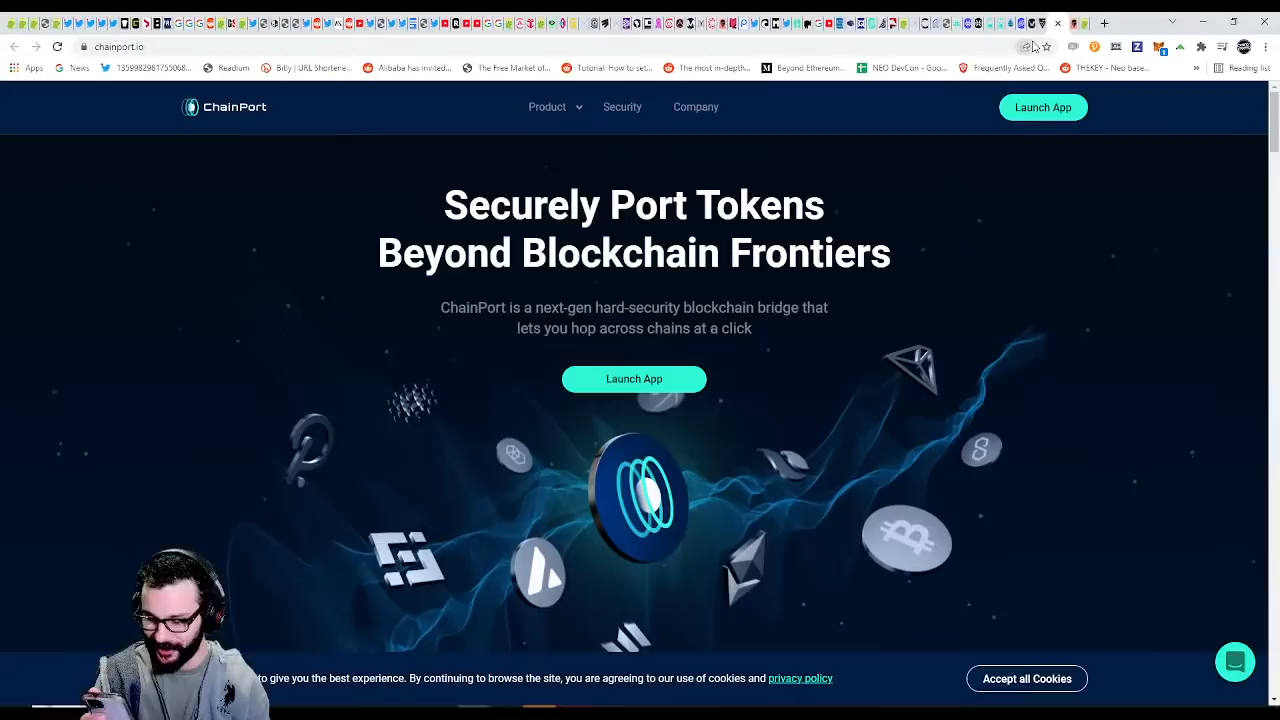 chainport.io
Apps
News
1359982981755068...
Readium
Bitly | URL Shortene...
Alibaba has invited...
The Free Market of...
Tutorial: How to set...
The most in-depth...
Beyond Ethereum...
NEO DevCon - Goo...
Frequently Asked Q...
THEKEY - Neo base...
»
Reading list
ChainPort
Product
Security
Company
Launch App
Securely Port Tokens
Beyond Blockchain Frontiers
ChainPort is a next-gen hard-security blockchain bridge that
lets you hop across chains at a click
Launch App
to give you the best experience. By continuing to browse the site, you are agreeing to our use of cookies and privacy policy
Accept all Cookies